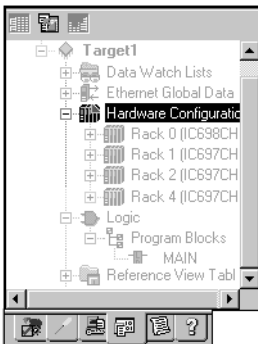 Target1
Data Watch Lists
Ethernet Global Data
Hardware Configuratio
Rack 0 (IC698CH
Rack 1 (IC697CH
Rack 2 (IC697CH
Rack 4 (IC697CH
Logic
Program Blocks
MAIN
Reference View Tabl